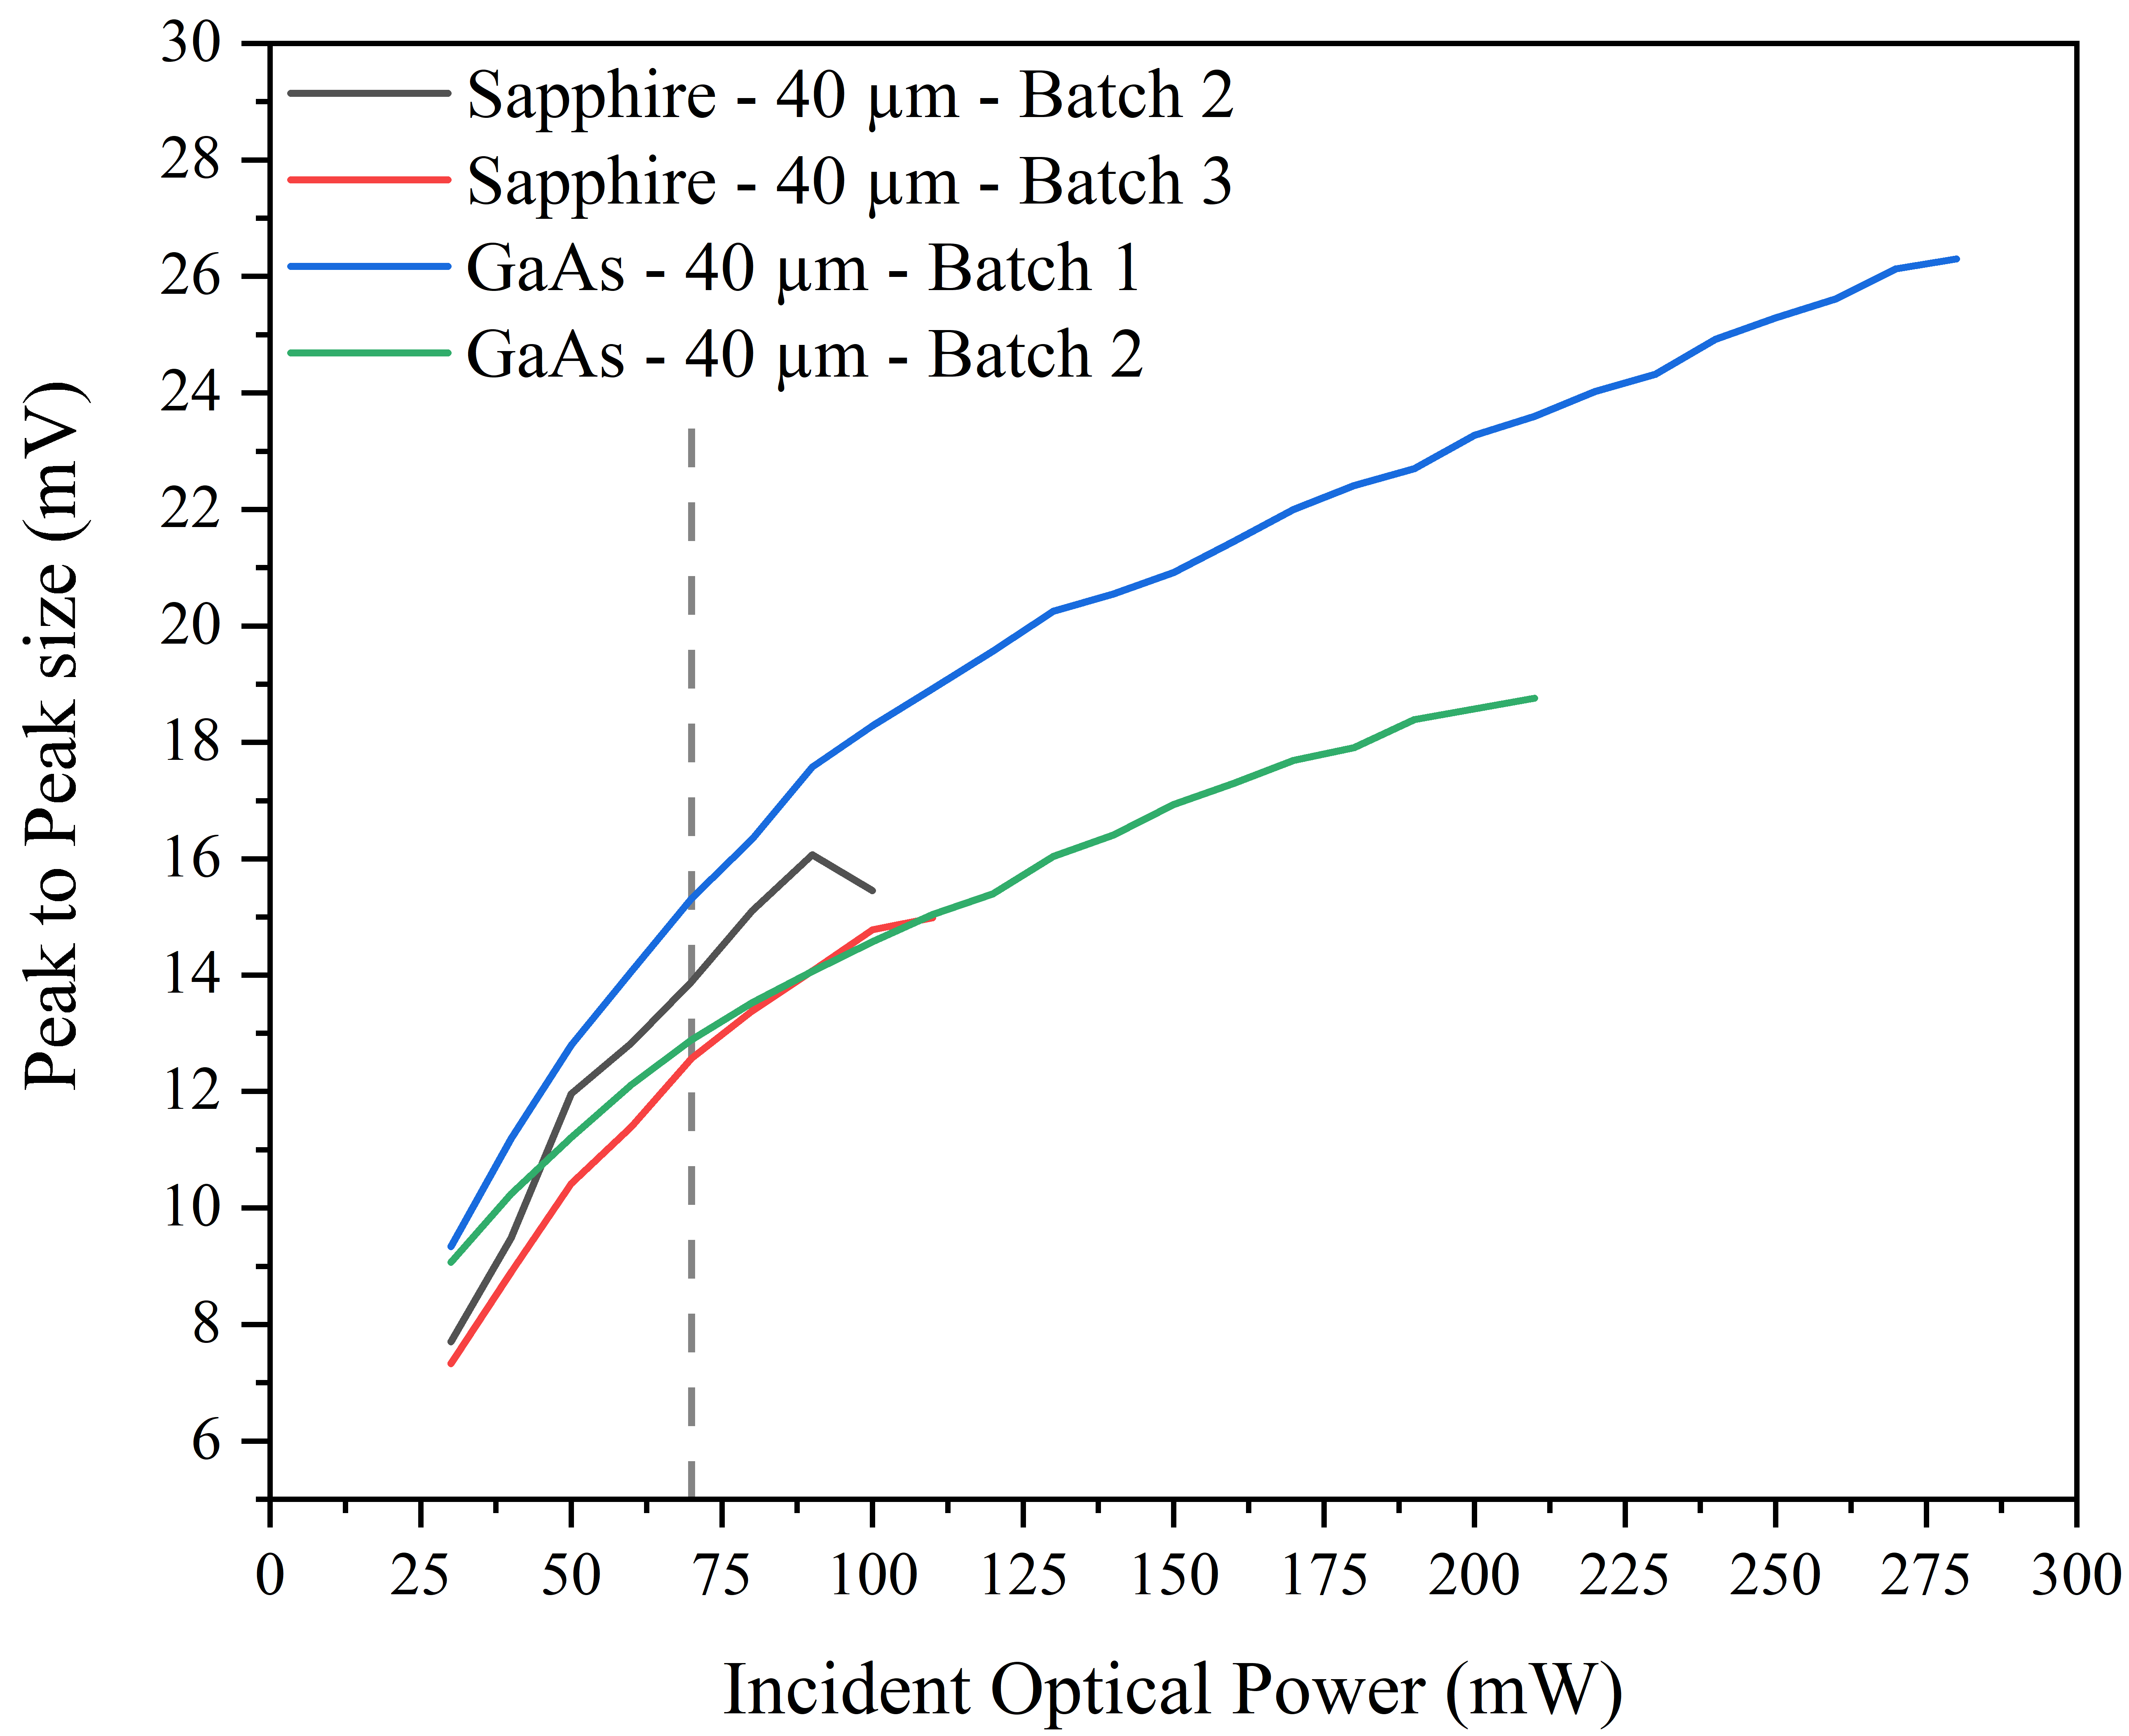 Sapphire - 40 µm - Batch 2
Sapphire - 40 µm - Batch 3
GaAs - 40 µm - Batch 1
GaAs - 40 µm - Batch 2
Peak to Peak size (mV)
30
28
26
24
22
20
18
16
14
12
10
8
6
0 25 50 75 100 125 150 175 200 225 250 275 300
Incident Optical Power (mW)